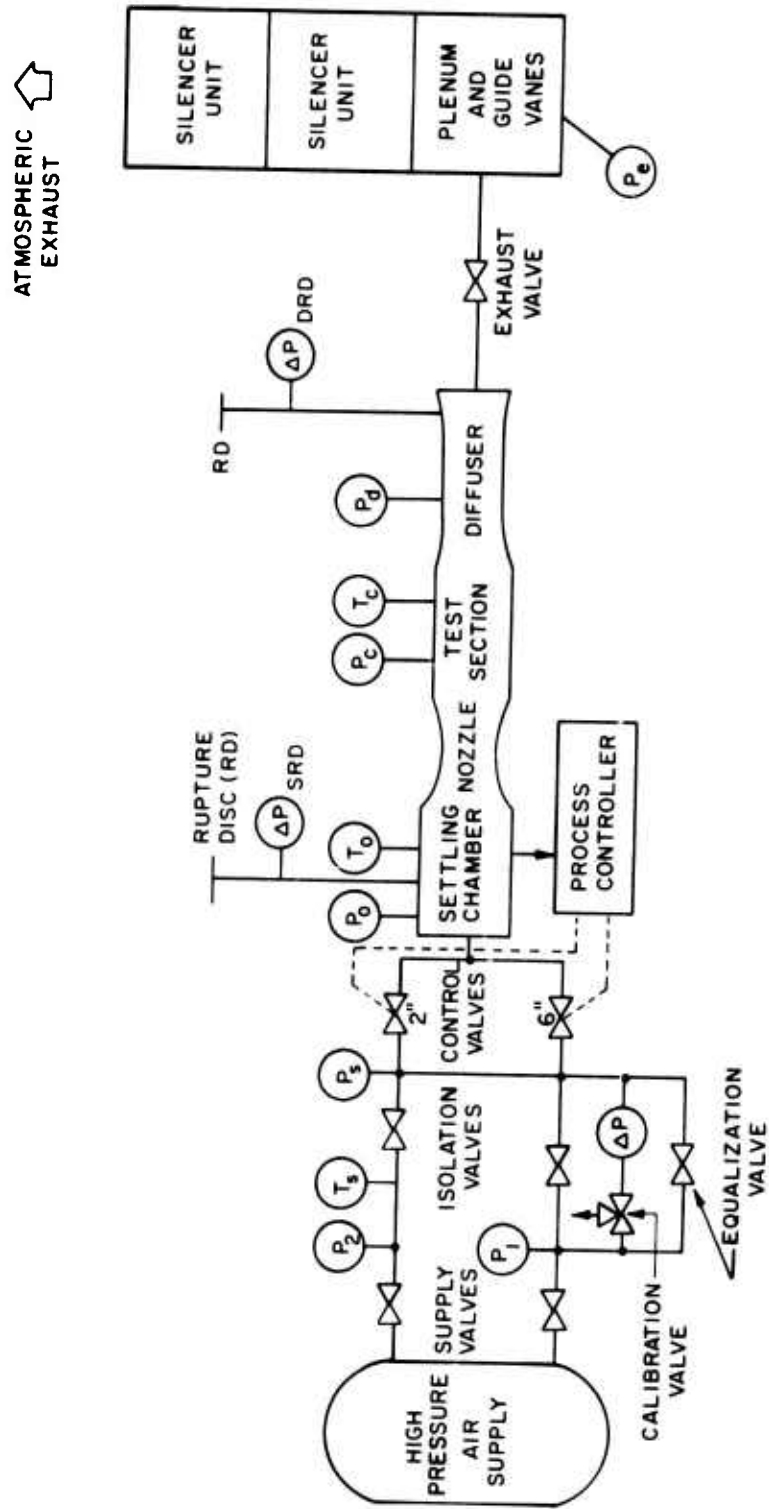 HIGH
PRESSURE
AIR
SUPPLY
SUPPLY
VALVES
P2
Ts
P1
CALIBRATION
VALVE
ISOLATION
VALVES
Ps
ΔP
EQUALIZATION
VALVE
CONTROL
VALVES
2"
6"
PROCESS
CONTROLLER
SETTLING
CHAMBER
Po
To
RUPTURE
DISC (RD)
ΔP
SRD
NOZZLE
TEST
SECTION
Pc
Tc
DIFFUSER
Pd
RD
ΔP
DRD
EXHAUST
VALVE
PLENUM
AND
GUIDE
VANES
Pe
SILENCER
UNIT
SILENCER
UNIT
ATMOSPHERIC
EXHAUST